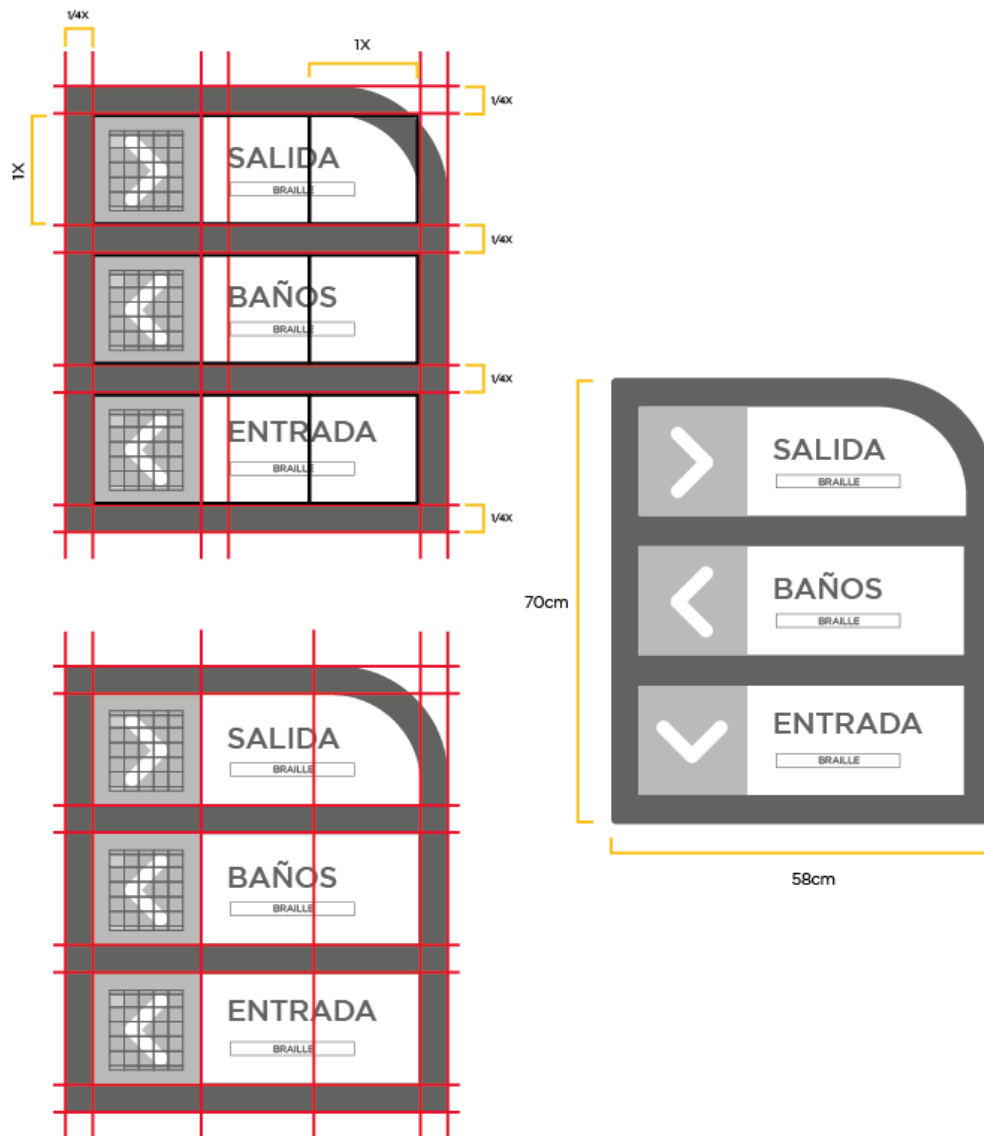 1/4X
1X
1/4X
1X
SALIDA
BRAILLE
1/4X
BAÑOS
BRAILLE
1/4X
ENTRADA
BRAILLE
1/4X
SALIDA
BRAILLE
BAÑOS
BRAILLE
70cm
ENTRADA
BRAILLE
58cm
SALIDA
BRAILLE
BAÑOS
BRAILLE
ENTRADA
BRAILLE